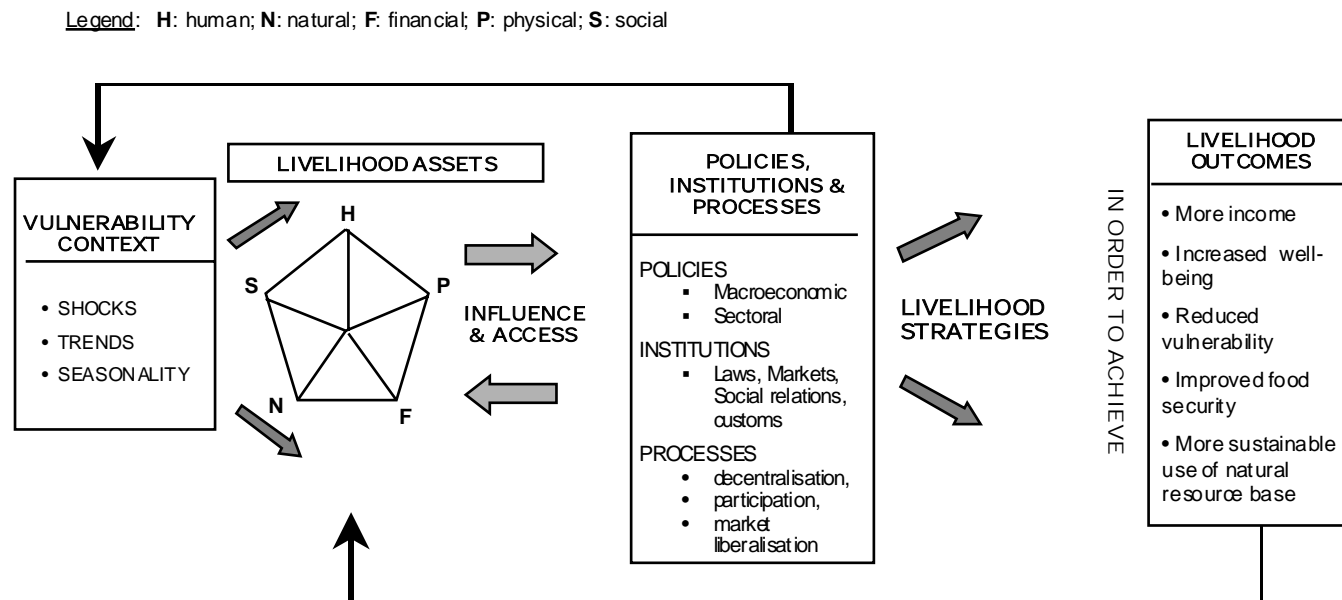 Legend: H: human; N: natural; F: financial; P: physical; S: social
VULNERABILITY
CONTEXT
• SHOCKS
• TRENDS
• SEASONALITY
LIVELIHOOD ASSETS
H
S
P
N
F
INFLUENCE
& ACCESS
POLICIES,
INSTITUTIONS &
PROCESSES
POLICIES
▪ Macroeconomic
▪ Sectoral
INSTITUTIONS
▪ Laws, Markets,
Social relations,
customs
PROCESSES
• decentralisation,
• participation,
• market
liberalisation
LIVELIHOOD
STRATEGIES
IN ORDER TO ACHIEVE
LIVELIHOOD
OUTCOMES
• More income
• Increased well-
being
• Reduced
vulnerability
• Improved food
security
• More sustainable
use of natural
resource base